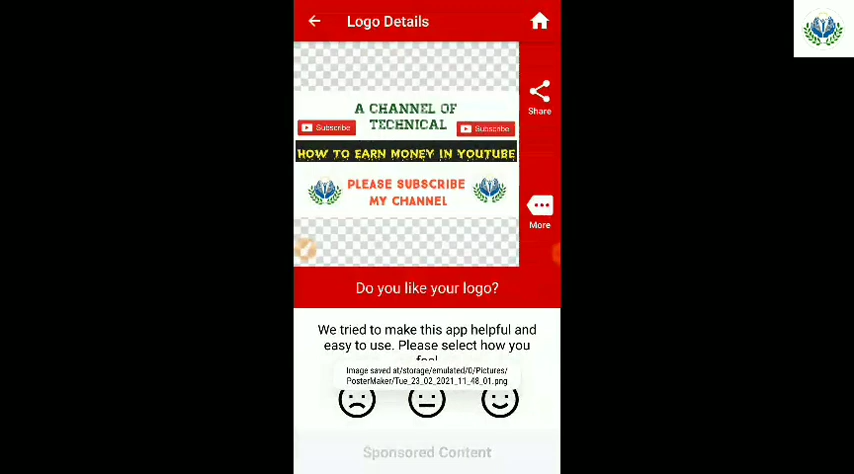 Logo Details
Share
A CHANNEL OF
TECHNICAL
Subscribe
Subscribe
HOW TO EARN MONEY IN YOUTUBE
PLEASE SUBSCRIBE
MY CHANNEL
More
Do you like your logo?
We tried to make this app helpful and
easy to use. Please select how you
Image saved at/storage/emulated/0/Pictures/
PosterMaker/Tue_23_02_2021_11_48_01.png
Sponsored Content